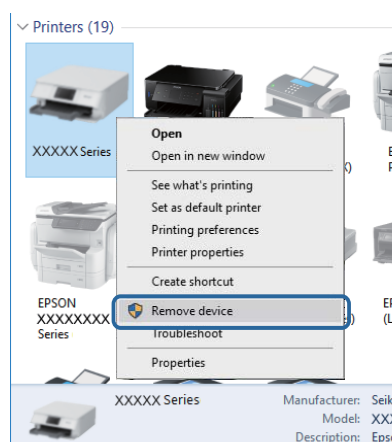 Printers (19)
XXXXX Series
Open
Open in new window
See what's printing
Set as default printer
Printing preferences
Printer properties
Create shortcut
Remove device
Troubleshoot
Properties
EPSON
XXXXXXXX
Series
XXXXX Series
Manufacturer:
Model:
Description: